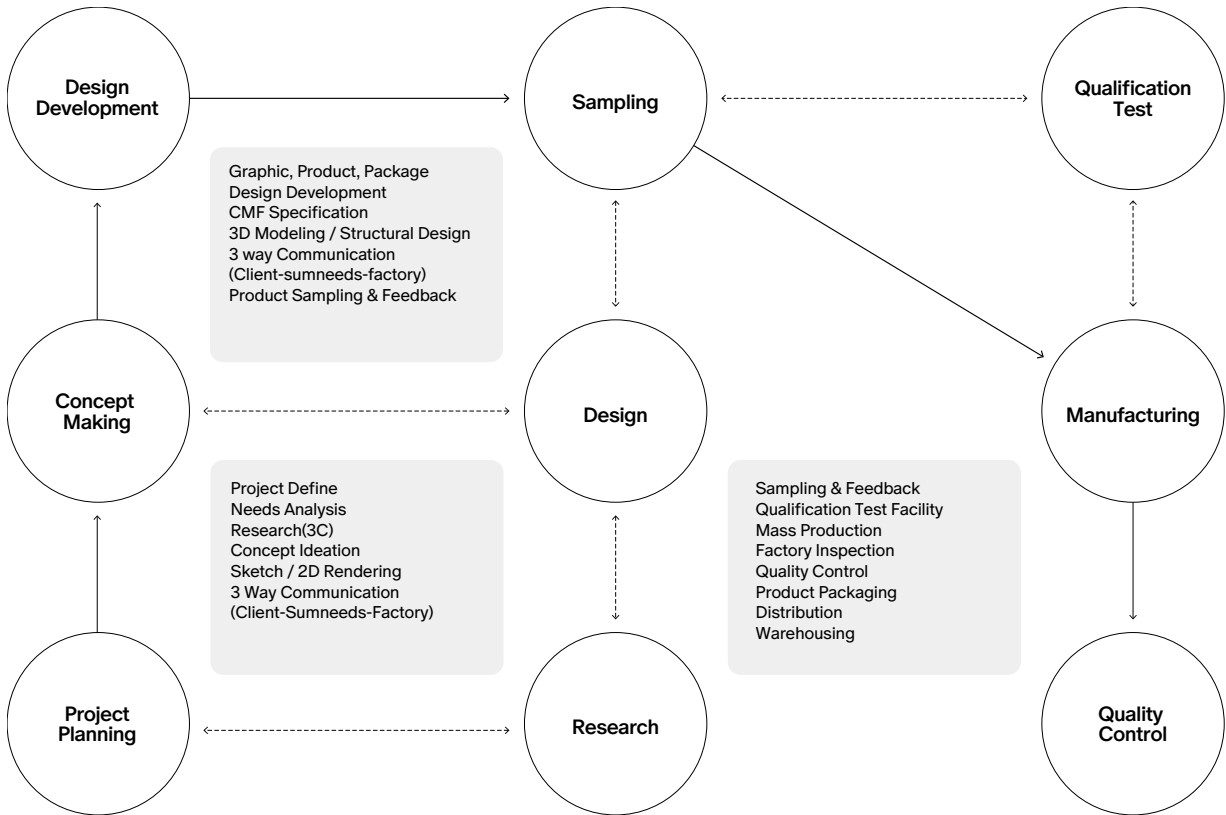 Design
Development
Sampling
Qualification
Test
Graphic, Product, Package
Design Development
CMF Specification
3D Modeling / Structural Design
3 way Communication
(Client-sumneeds-factory)
Product Sampling & Feedback
Concept
Making
Design
Manufacturing
Project Define
Needs Analysis
Research(3C)
Concept Ideation
Sketch / 2D Rendering
3 Way Communication
(Client-Sumneeds-Factory)
Sampling & Feedback
Qualification Test Facility
Mass Production
Factory Inspection
Quality Control
Product Packaging
Distribution
Warehousing
Project
Planning
Research
Quality
Control